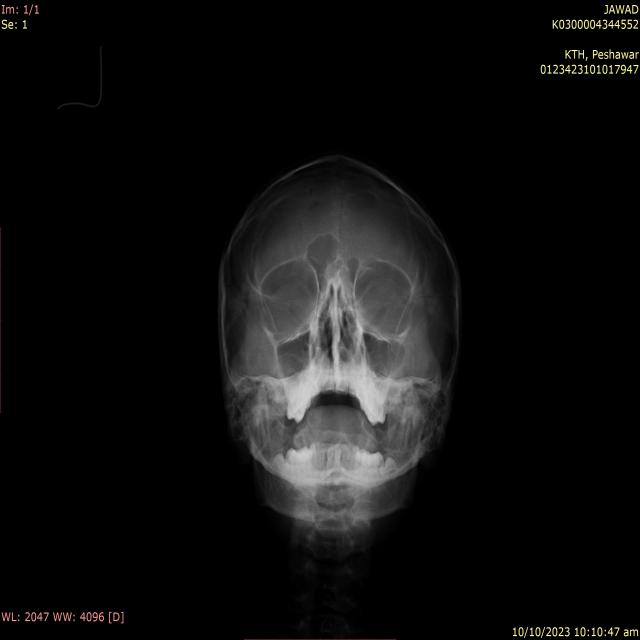 Im: 1/1
Se: 1
JAWAD
K0300004344552
KTH, Peshawar
0123423101017947
WL: 2047 WW: 4096 [D]
10/10/2023 10:10:47 am